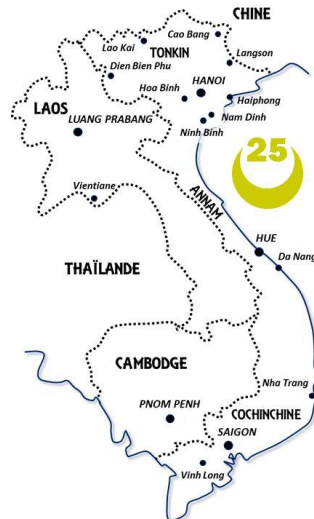 CHINE
Cao Bang
Lao Kai
TONKIN
Langson
Dien Bien Phu
HANOI
Hoa Binh
Haiphong
LAOS
Nam Dinh
LUANG PRABANG
Ninh Binh
25
Vientiane
ANNAM
HUE
Da Nang
THAÏLANDE
CAMBODGE
Nha Trang
PNOM PENH
COCHINCHINE
SAIGON
Vinh Long